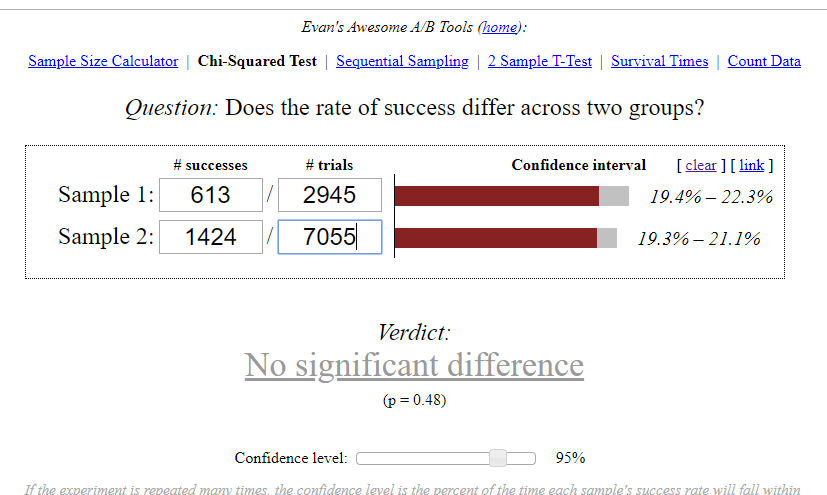 Evan's Awesome A/B Tools (home):
Sample Size Calculator | Chi-Squared Test | Sequential Sampling | 2 Sample T-Test | Survival Times | Count Data
Question: Does the rate of success differ across two groups?
# successes # trials Confidence interval [ clear ] [ link ]
Sample 1: 613 / 2945 19.4% – 22.3%
Sample 2: 1424 / 7055 19.3% – 21.1%
Verdict:
No significant difference
(p = 0.48)
Confidence level: 95%
If the experiment is repeated many times, the confidence level is the percent of the time each sample's success rate will fall within